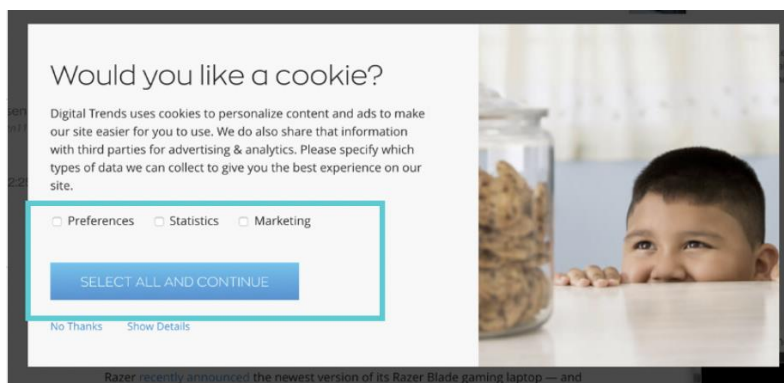 Would you like a cookie?
Digital Trends uses cookies to personalize content and ads to make
our site easier for you to use. We do also share that information
with third parties for advertising & analytics. Please specify which
types of data we can collect to give you the best experience on our
site.
Preferences Statistics Marketing
SELECT ALL AND CONTINUE
No Thanks Show Details
Razer recently announced the newest version of its Razer Blade gaming laptop — and